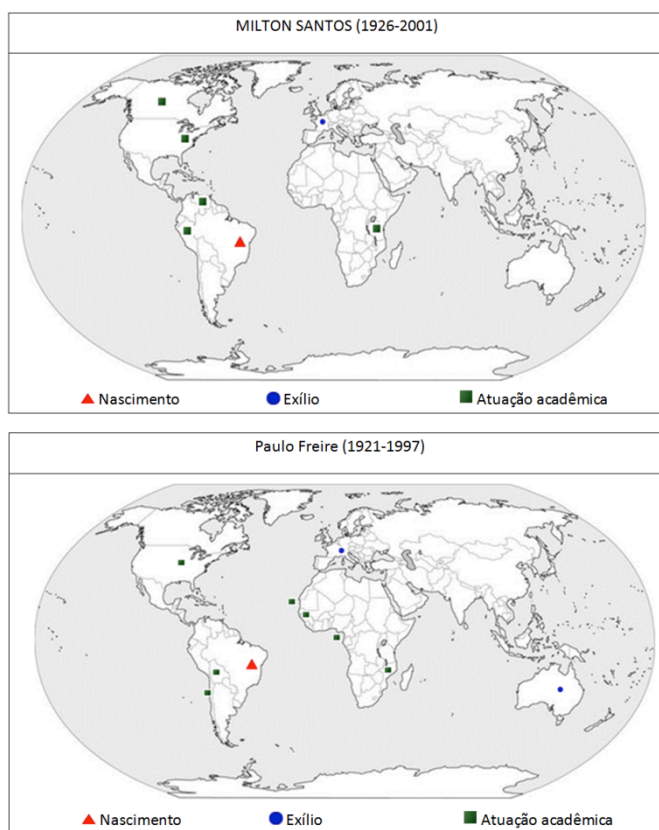 MILTON SANTOS (1926-2001)
Nascimento Exílio Atuação acadêmica
Paulo Freire (1921-1997)
Nascimento Exílio Atuação acadêmica